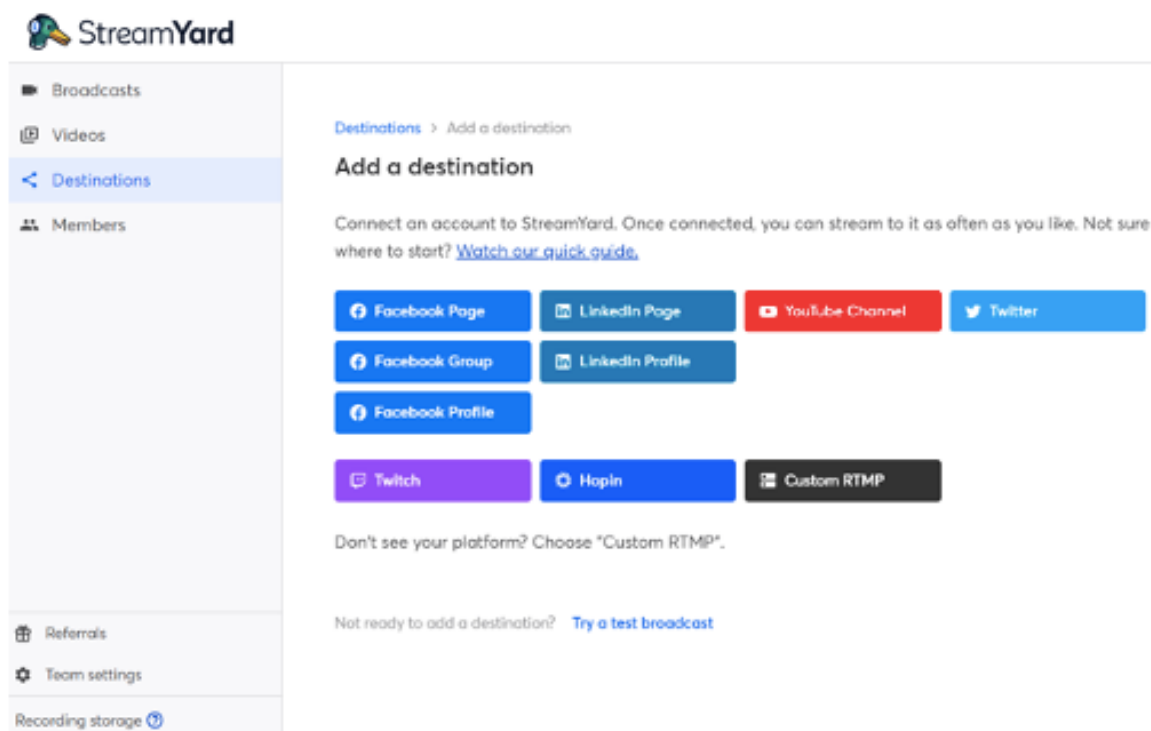 StreamYard
Broadcasts
Videos
Destinations
Members
Destinations > Add a destination
Add a destination
Connect an account to StreamYard. Once connected, you can stream to it as often as you like. Not sure
where to start? Watch our quick guide.
Facebook Page
LinkedIn Page
YouTube Channel
Twitter
Facebook Group
LinkedIn Profile
Facebook Profile
Twitch
Hopin
Custom RTMP
Don't see your platform? Choose "Custom RTMP".
Not ready to add a destination? Try a test broadcast
Referrals
Team settings
Recording storage